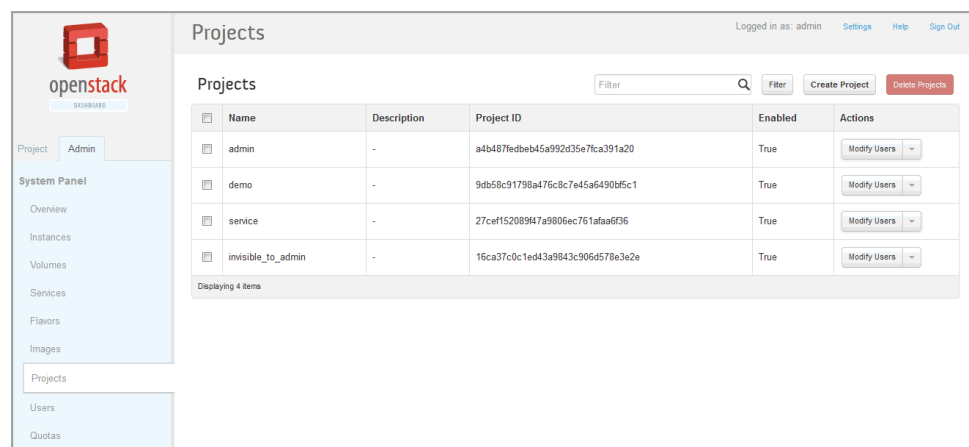 Projects
Logged in as: admin Settings Help Sign Out
openstack
DASHBOARD
Project Admin
System Panel
Overview
Instances
Volumes
Services
Flavors
Images
Projects
Users
Quotas
Projects
Filter Filter Create Project Delete Projects
Name Description Project ID Enabled Actions
admin - a4b487fedbeb45a992d35e7fca391a20 True Modify Users
demo - 9db58c91798a476c8c7e45a6490bf5c1 True Modify Users
service - 27cef152089f47a9806ec761afaa6f36 True Modify Users
invisible_to_admin - 16ca37c0c1ed43a9843c906d578e3e2e True Modify Users
Displaying 4 items